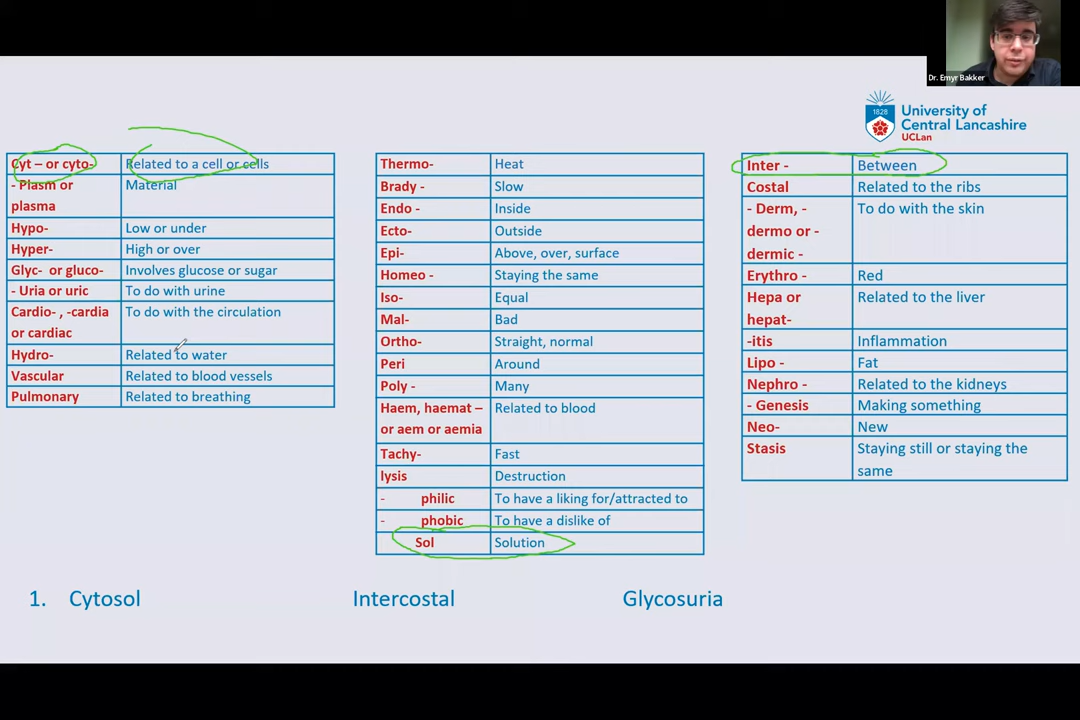 Dr. Emyr Bakker
1828
University of
Central Lancashire
UCLan
Cyt – or cyto- Related to a cell or cells
- Plasm or Material
plasma
Hypo- Low or under
Hyper- High or over
Glyc- or gluco- Involves glucose or sugar
- Uria or uric To do with urine
Cardio- , -cardia To do with the circulation
or cardiac
Hydro- Related to water
Vascular Related to blood vessels
Pulmonary Related to breathing
Thermo- Heat
Brady - Slow
Endo - Inside
Ecto- Outside
Epi- Above, over, surface
Homeo - Staying the same
Iso- Equal
Mal- Bad
Ortho- Straight, normal
Peri Around
Poly - Many
Haem, haemat – Related to blood
or aem or aemia
Tachy- Fast
lysis Destruction
- philic To have a liking for/attracted to
- phobic To have a dislike of
Sol Solution
Inter - Between
Costal Related to the ribs
- Derm, - To do with the skin
dermo or -
dermic -
Erythro - Red
Hepa or Related to the liver
hepat-
-itis Inflammation
Lipo - Fat
Nephro - Related to the kidneys
- Genesis Making something
Neo- New
Stasis Staying still or staying the
same
1. Cytosol Intercostal Glycosuria